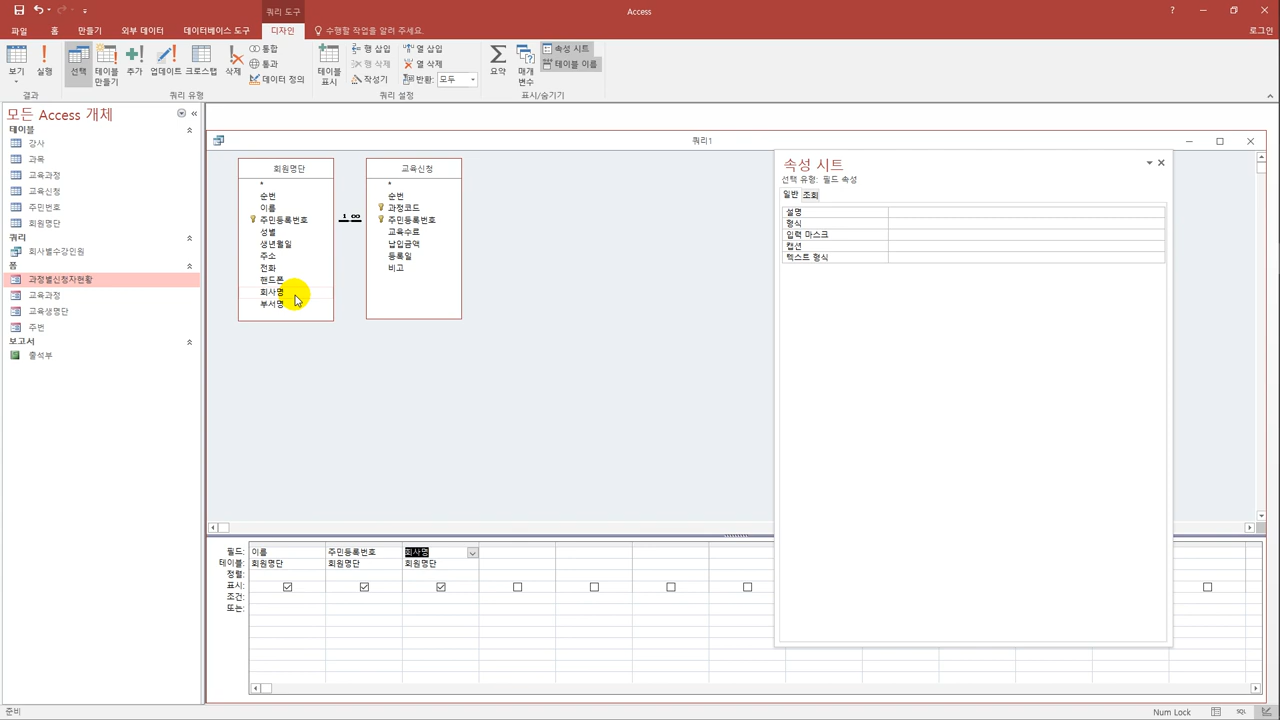 쿼리 도구
Access
?
로그인
파일
홈
만들기
외부 데이터
데이터베이스 도구
디자인
수행할 작업을 알려 주세요.
보기
실행
선택
테이블 만들기
추가
업데이트
크로스탭
삭제
통합
통과
데이터 정의
테이블 표시
행 삽입
행 삭제
작성기
열 삽입
열 삭제
반환: 모두
요약
매개 변수
속성 시트
테이블 이름
결과
쿼리 유형
쿼리 설정
표시/숨기기
모든 Access 개체
테이블
강사
과목
교육과정
교육신청
주민번호
회원명단
쿼리
회사별수강인원
폼
과정별신청자현황
교육과정
교육생명단
주번
보고서
출석부
쿼리1
회원명단
*
순번
이름
주민등록번호
성별
생년월일
주소
전화
핸드폰
회사명
부서명
1 ∞
교육신청
*
순번
과정코드
주민등록번호
교육수료
납입금액
등록일
비고
속성 시트
선택 유형: 필드 속성
일반 조회
설명
형식
입력 마스크
캡션
텍스트 형식
필드: 이름 주민등록번호 회사명
테이블: 회원명단 회원명단 회원명단
정렬:
표시:
조건:
또는:
준비
Num Lock
SQL